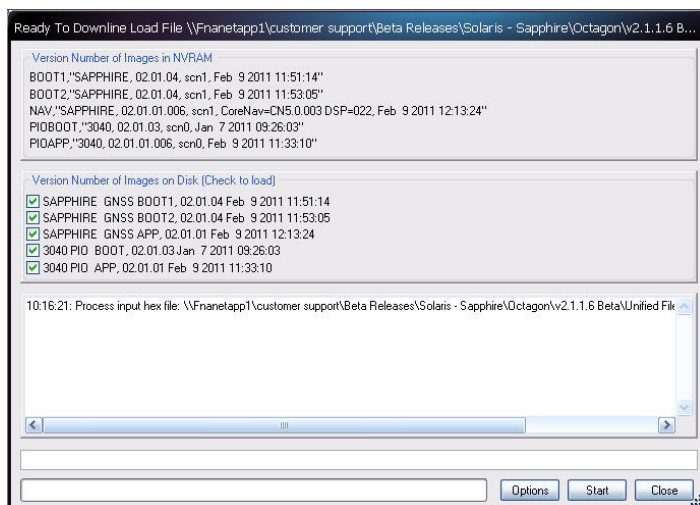 Ready To Downline Load File \\Fnanetapp1\customer support\Beta Releases\Solaris - Sapphire\Octagon\v2.1.1.6 B...
Version Number of Images in NVRAM
BOOT1,"SAPPHIRE, 02.01.04, scn1, Feb 9 2011 11:51:14"
BOOT2,"SAPPHIRE, 02.01.04, scn1, Feb 9 2011 11:53:05"
NAV,"SAPPHIRE, 02.01.01.006, scn1, CoreNav=CN5.0.003 DSP=022, Feb 9 2011 12:13:24"
PIOBOOT,"3040, 02.01.03, scn0, Jan 7 2011 09:26:03"
PIOAPP,"3040, 02.01.01.006, scn0, Feb 9 2011 11:33:10"
Version Number of Images on Disk (Check to load)
SAPPHIRE GNSS BOOT1, 02.01.04 Feb 9 2011 11:51:14
SAPPHIRE GNSS BOOT2, 02.01.04 Feb 9 2011 11:53:05
SAPPHIRE GNSS APP, 02.01.01 Feb 9 2011 12:13:24
3040 PIO BOOT, 02.01.03 Jan 7 2011 09:26:03
3040 PIO APP, 02.01.01 Feb 9 2011 11:33:10
10:16:21: Process input hex file: \\Fnanetapp1\customer support\Beta Releases\Solaris - Sapphire\Octagon\v2.1.1.6 Beta\Unified File
Options Start Close